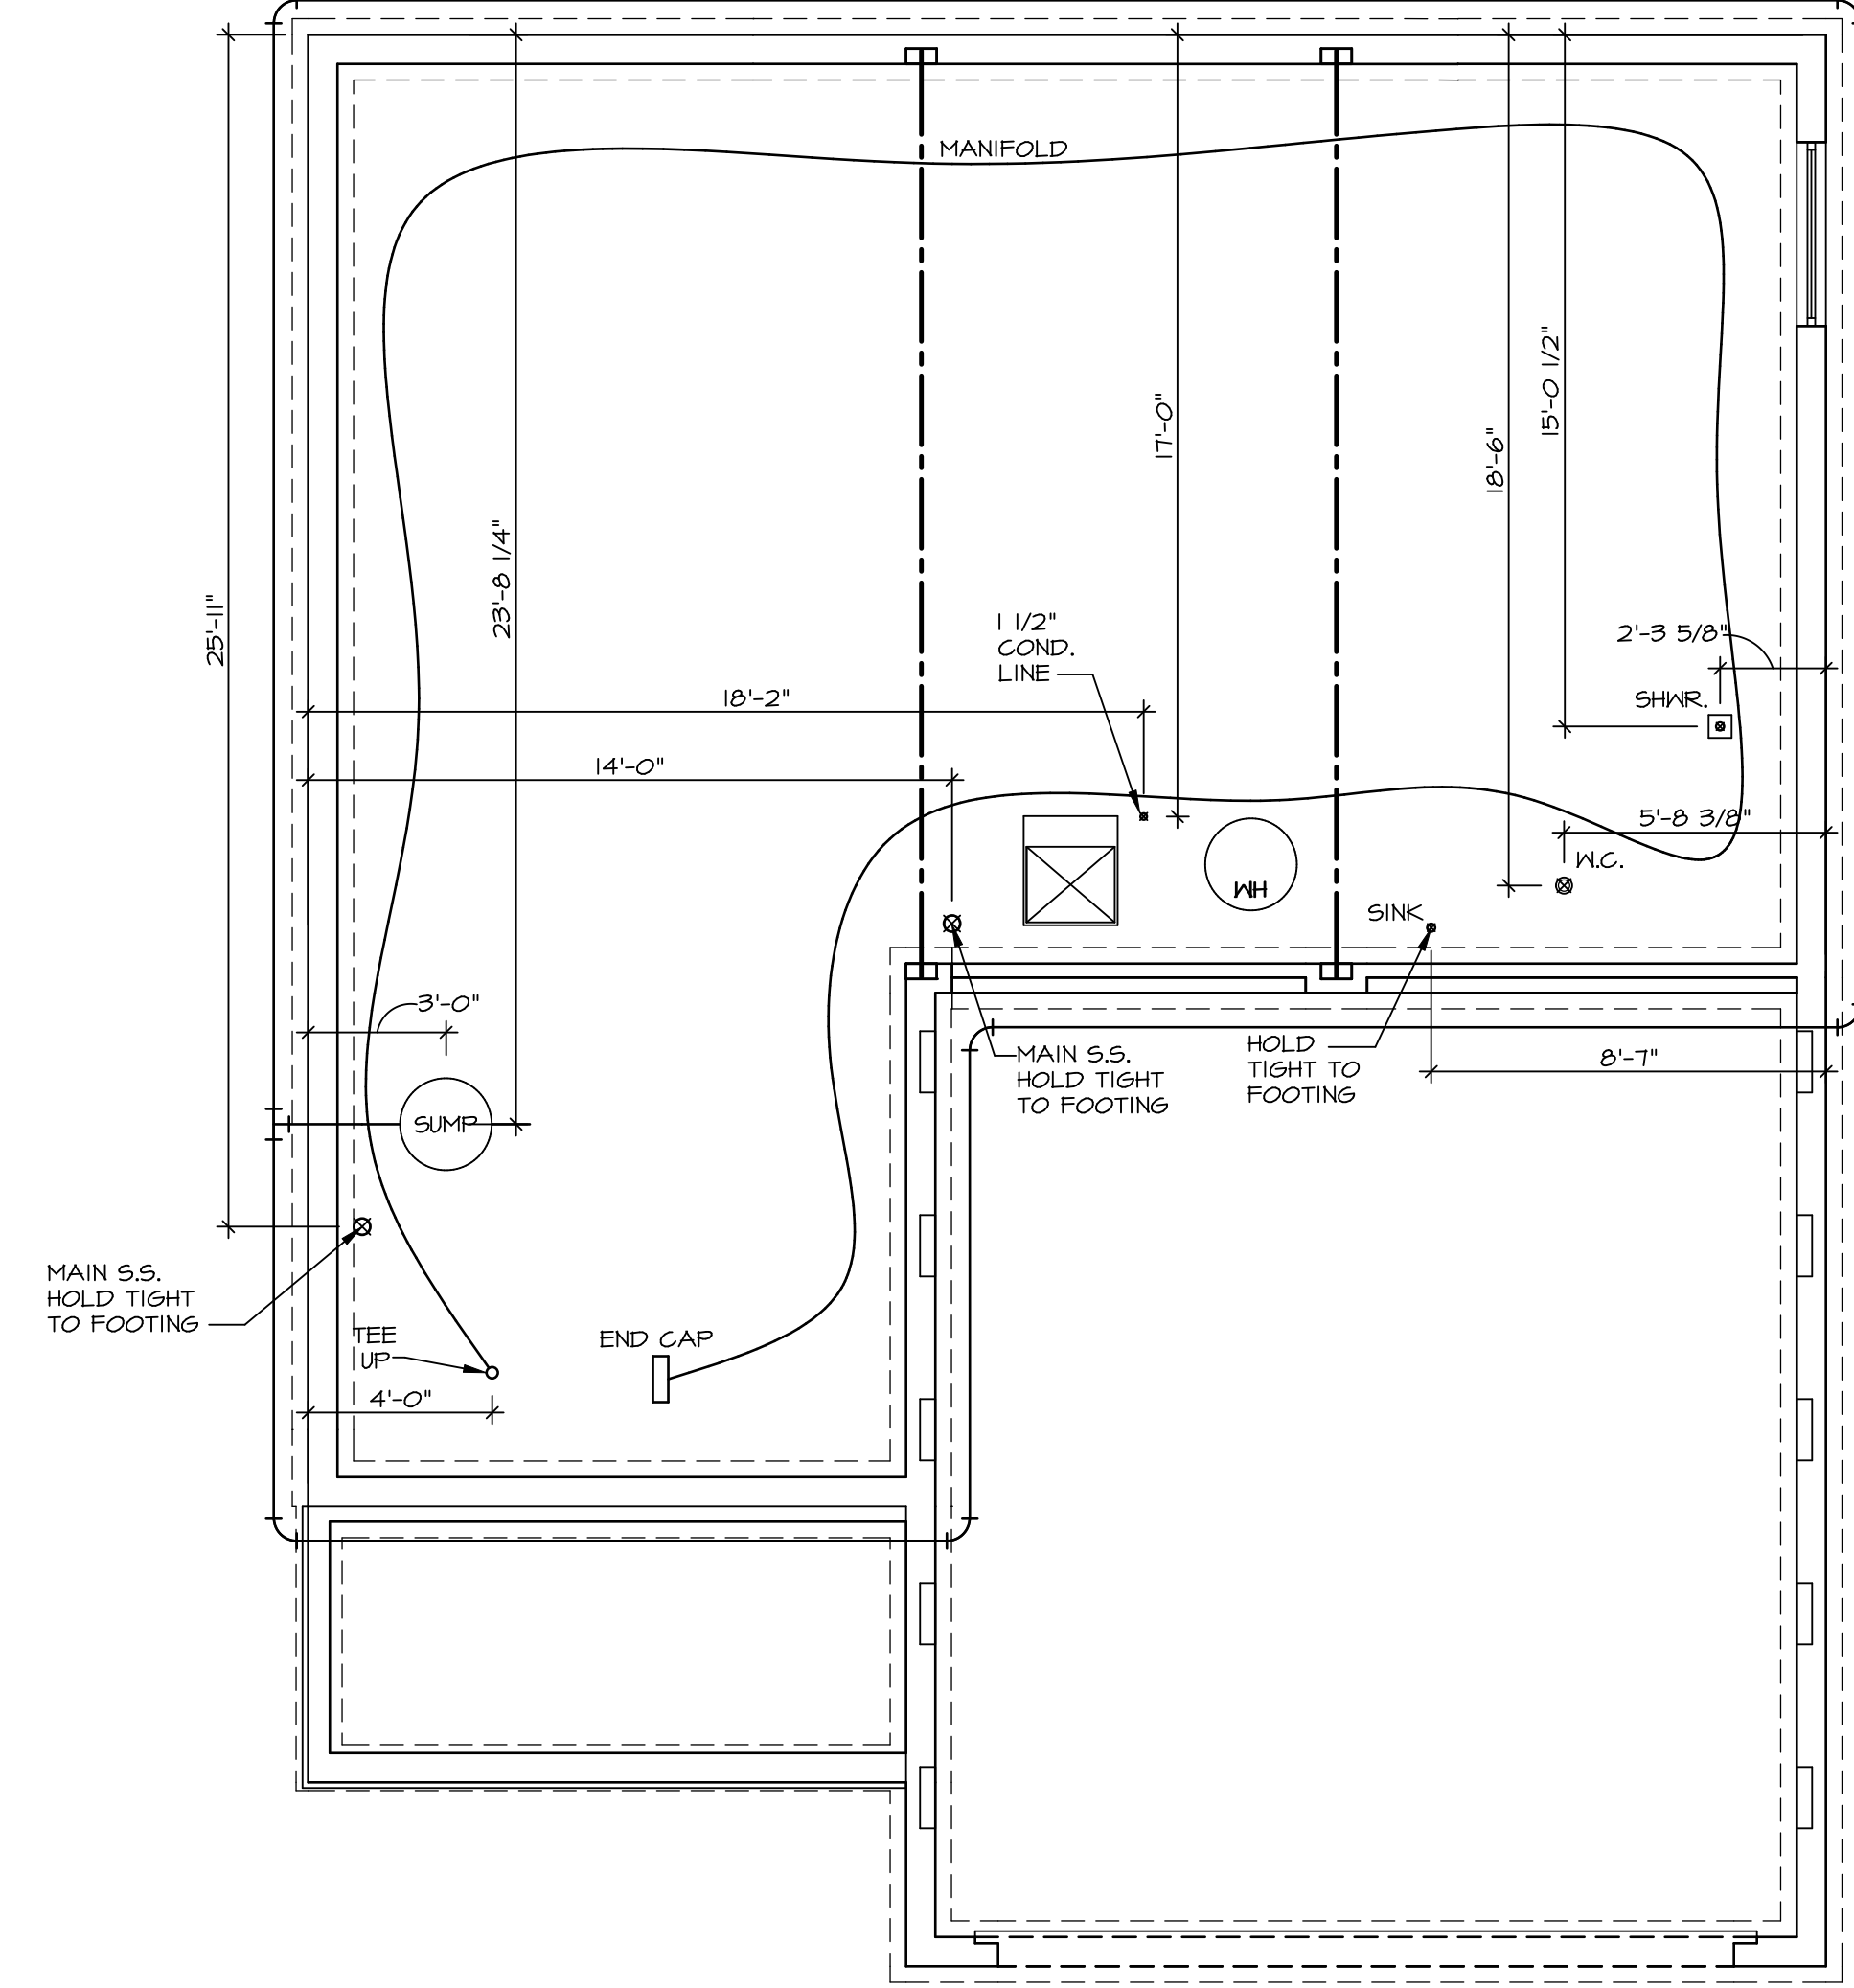 MANIFOLD
15'-0 1/2"
17'-0"
18'-6"
23'-8 1/4"
25'-11"
1 1/2"
COND.
LINE
2'-3 5/8"
18'-2"
SHWR.
14'-0"
5'-8 3/8"
W.C.
WH
SINK
3'-0"
MAIN S.S.
HOLD TIGHT
TO FOOTING
HOLD
TIGHT TO
FOOTING
8'-7"
SUMP
MAIN S.S.
HOLD TIGHT
TO FOOTING
TEE
UP
END CAP
4'-0"